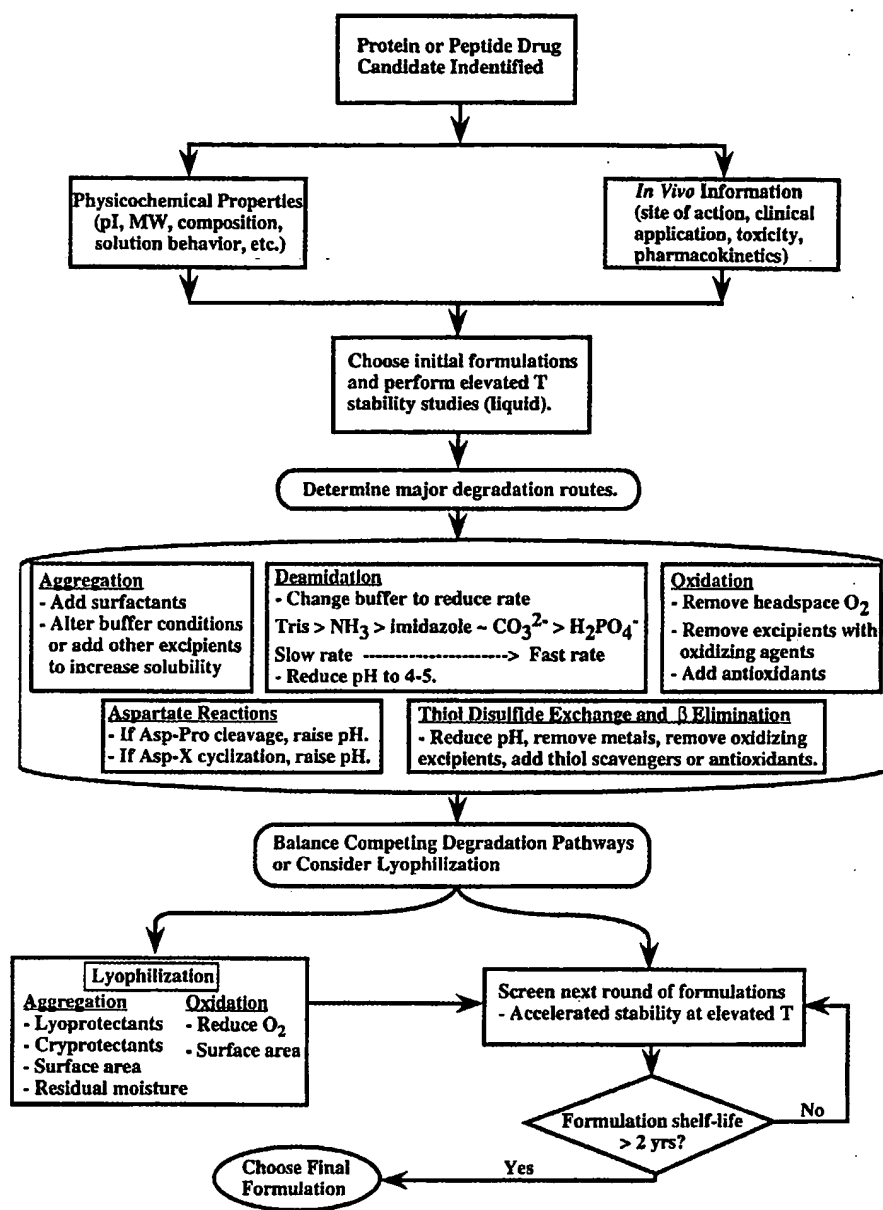 Protein or Peptide Drug
Candidate Indentified
Physicochemical Properties
(pI, MW, composition,
solution behavior, etc.)
In Vivo Information
(site of action, clinical
application, toxicity,
pharmacokinetics)
Choose initial formulations
and perform elevated T
stability studies (liquid).
Determine major degradation routes.
Aggregation
- Add surfactants
- Alter buffer conditions
or add other excipients
to increase solubility
Deamidation
- Change buffer to reduce rate
Tris > NH₃ > imidazole ~ CO₃²⁻ > H₂PO₄⁻
Slow rate ----------------------> Fast rate
- Reduce pH to 4-5.
Oxidation
- Remove headspace O₂
- Remove excipients with
oxidizing agents
- Add antioxidants
Aspartate Reactions
- If Asp-Pro cleavage, raise pH.
- If Asp-X cyclization, raise pH.
Thiol Disulfide Exchange and β Elimination
- Reduce pH, remove metals, remove oxidizing
excipients, add thiol scavengers or antioxidants.
Balance Competing Degradation Pathways
or Consider Lyophilization
Lyophilization
Aggregation
- Lyoprotectants
- Cryprotectants
- Surface area
- Residual moisture
Oxidation
- Reduce O₂
- Surface area
Screen next round of formulations
- Accelerated stability at elevated T
Formulation shelf-life
> 2 yrs?
No
Yes
Choose Final
Formulation